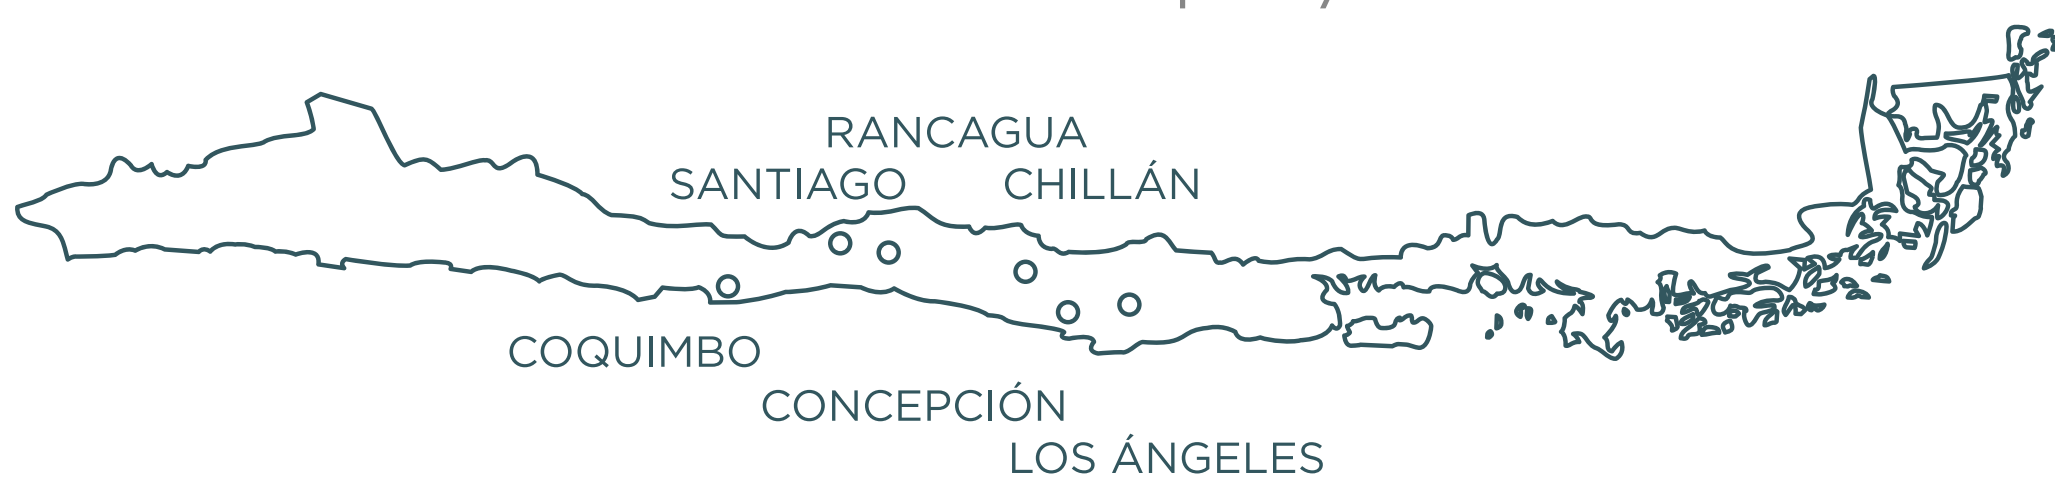 RANCAGUA
SANTIAGO CHILLÁN
COQUIMBO
CONCEPCIÓN
LOS ÁNGELES